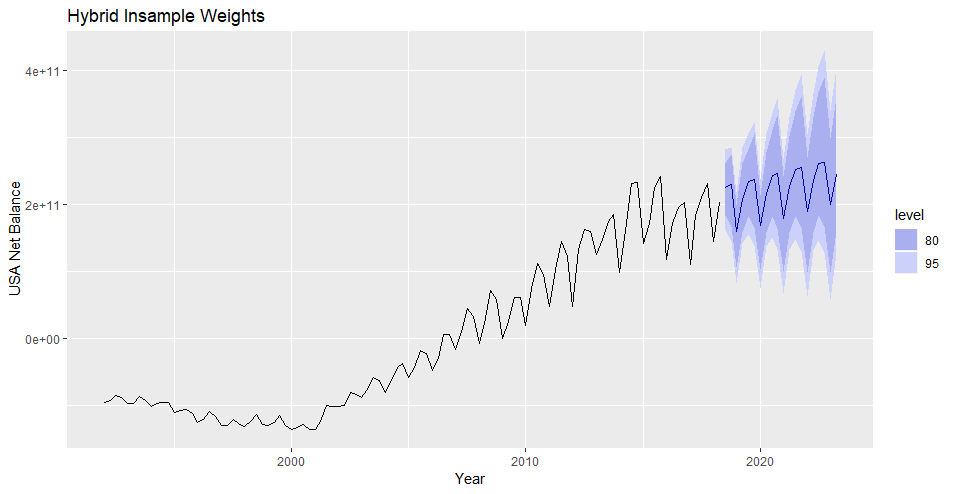 Hybrid Insample Weights
USA Net Balance
4e+11
2e+11
0e+00
2000
2010
2020
Year
level
80
95